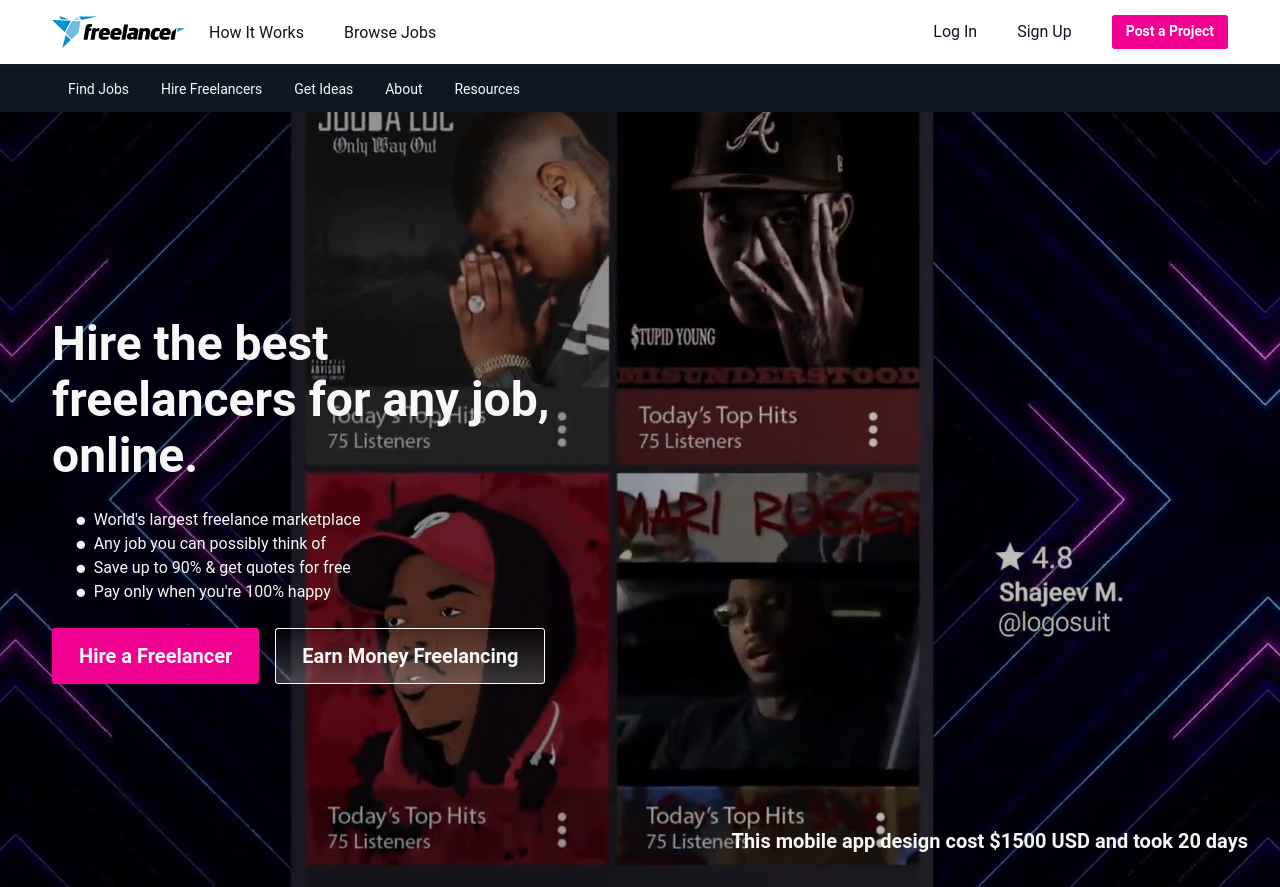 freelancer
How It Works
Browse Jobs
Log In
Sign Up
Post a Project
Find Jobs
Hire Freelancers
Get Ideas
About
Resources
Only Way Out
$TUPID YOUNG
MISUNDERSTOOD
Hire the best
freelancers for any job,
online.
Today's Top Hits
75 Listeners
Today's Top Hits
75 Listeners
World's largest freelance marketplace
Any job you can possibly think of
Save up to 90% & get quotes for free
Pay only when you're 100% happy
Hire a Freelancer
Earn Money Freelancing
4.8
Shajeev M.
@logosuit
Today's Top Hits
75 Listeners
Today's Top Hits
75 Listeners
This mobile app design cost $1500 USD and took 20 days